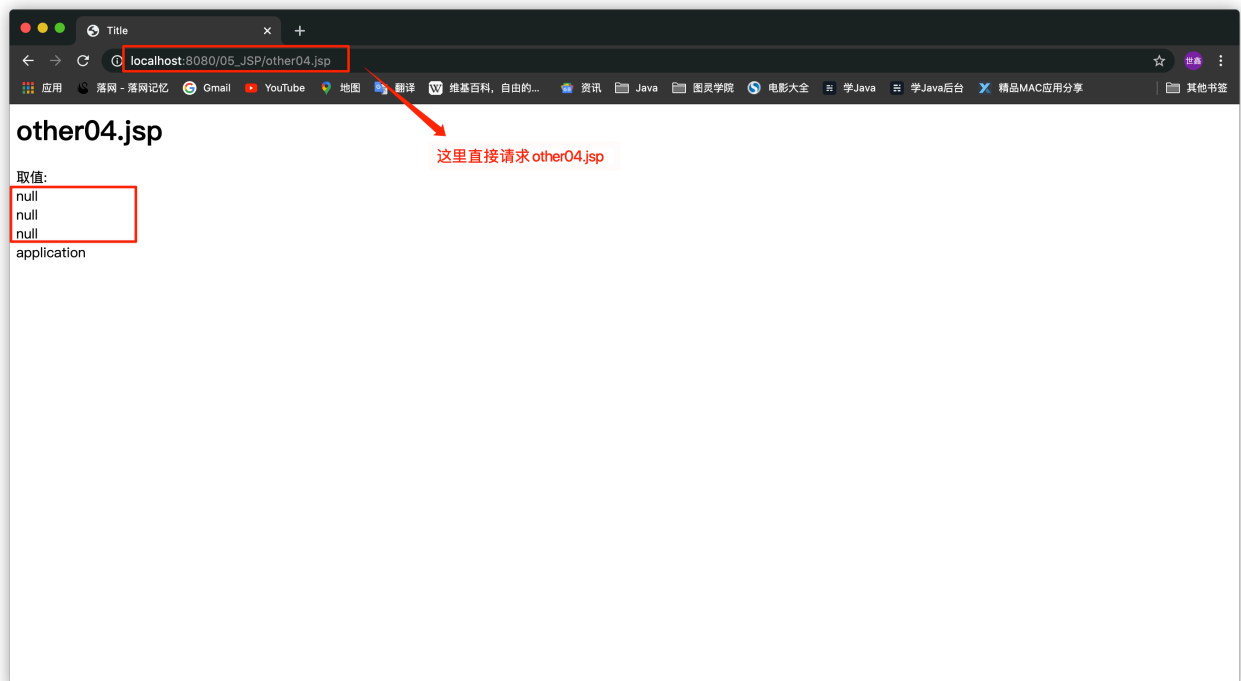 Title
localhost:8080/05_JSP/other04.jsp
世鑫
应用 落网 - 落网记忆 Gmail YouTube 地图 翻译 维基百科，自由的... 资讯 Java 图灵学院 电影大全 学Java 学Java后台 精品MAC应用分享 其他书签
other04.jsp
这里直接请求other04.jsp
取值:
null
null
null
application